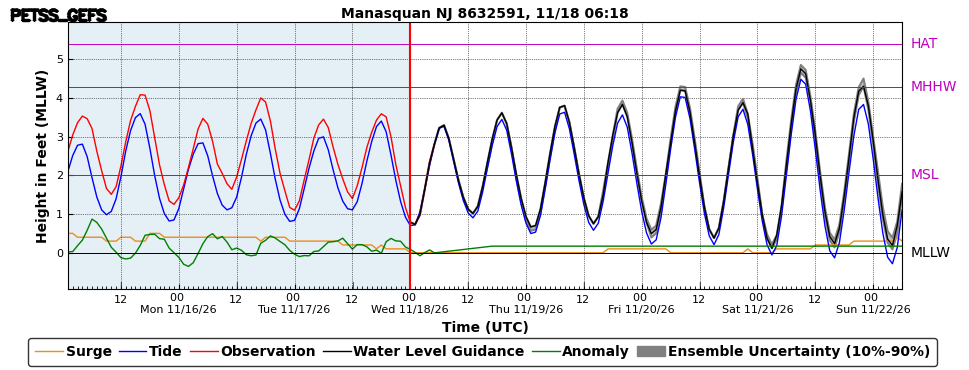 PETSS_GEFS
Manasquan NJ 8632591, 11/18 06:18
Height in Feet (MLLW)
5
4
3
2
1
0
HAT
MHHW
MSL
MLLW
12 00 12 00 12 00 12 00 12 00 12 00 12 00
Mon 11/16/26 Tue 11/17/26 Wed 11/18/26 Thu 11/19/26 Fri 11/20/26 Sat 11/21/26 Sun 11/22/26
Time (UTC)
Surge Tide Observation Water Level Guidance Anomaly Ensemble Uncertainty (10%-90%)